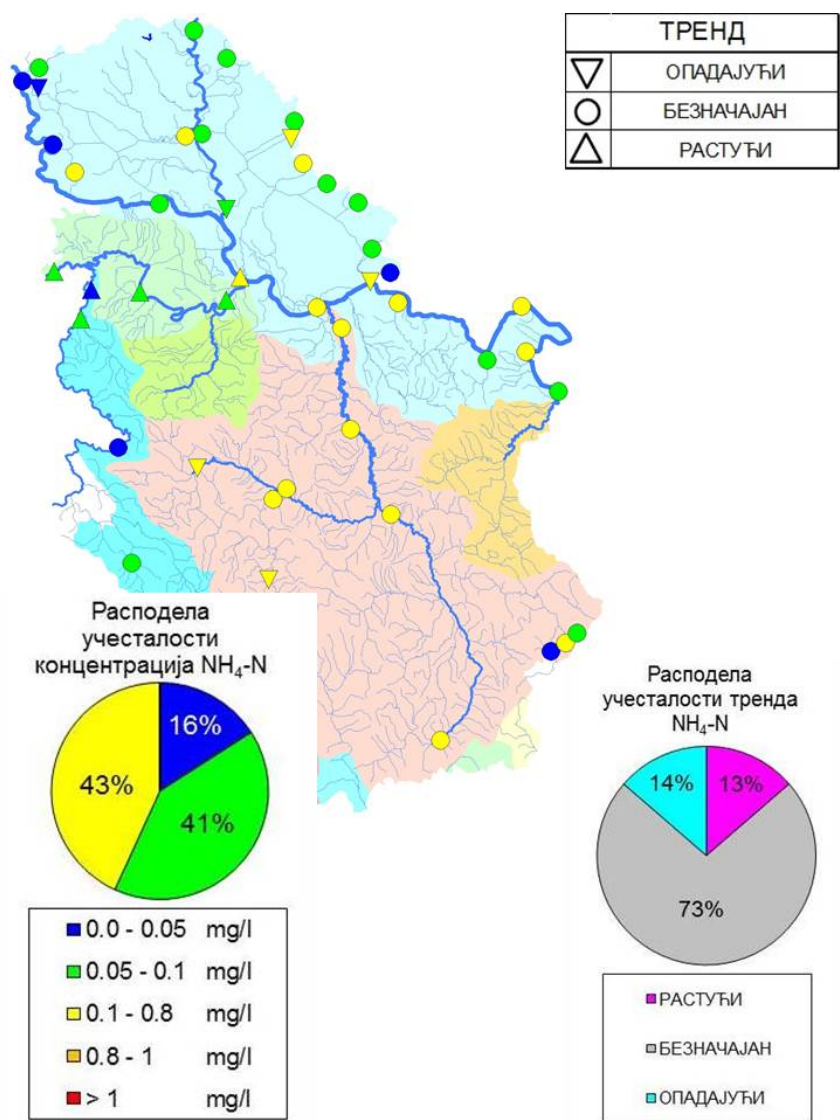 ТРЕНД
ОПАДАЈУЋИ
БЕЗНАЧАЈАН
РАСТУЋИ
Расподела
учесталости
концентрација NH₄-N
16%
43%
41%
0.0 - 0.05 mg/l
0.05 - 0.1 mg/l
0.1 - 0.8 mg/l
0.8 - 1 mg/l
> 1 mg/l
Расподела
учесталости тренда
NH₄-N
14%
13%
73%
РАСТУЋИ
БЕЗНАЧАЈАН
ОПАДАЈУЋИ